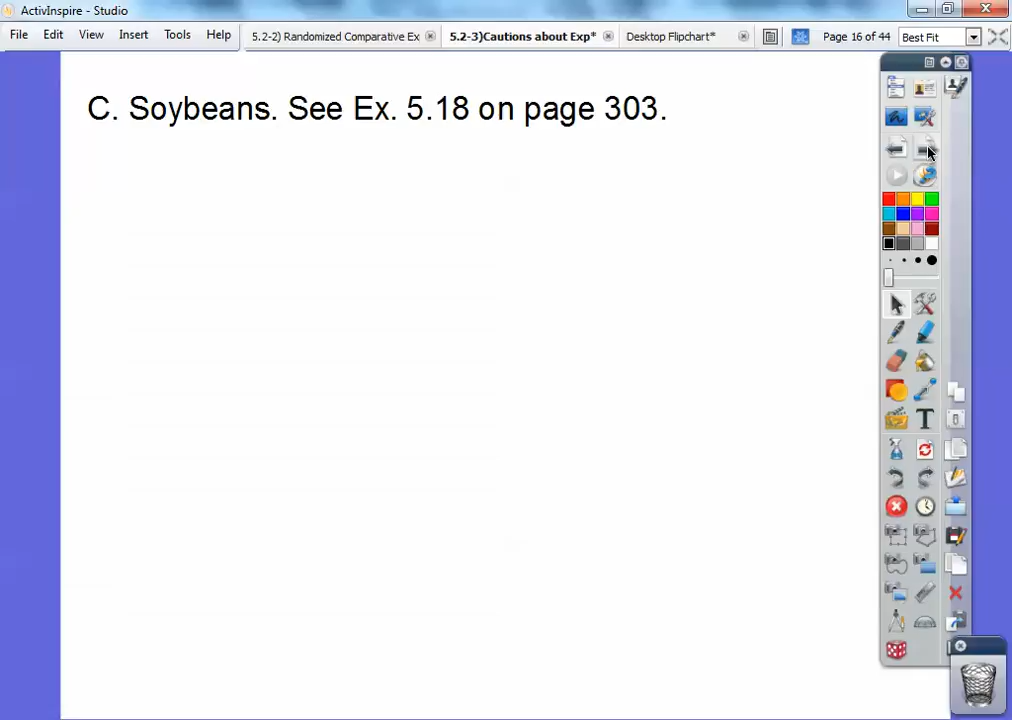 ActivInspire - Studio
File Edit View Insert Tools Help
5.2-2) Randomized Comparative Ex
5.2-3)Cautions about Exp*
Desktop Flipchart*
Page 16 of 44
Best Fit
C. Soybeans. See Ex. 5.18 on page 303.
T